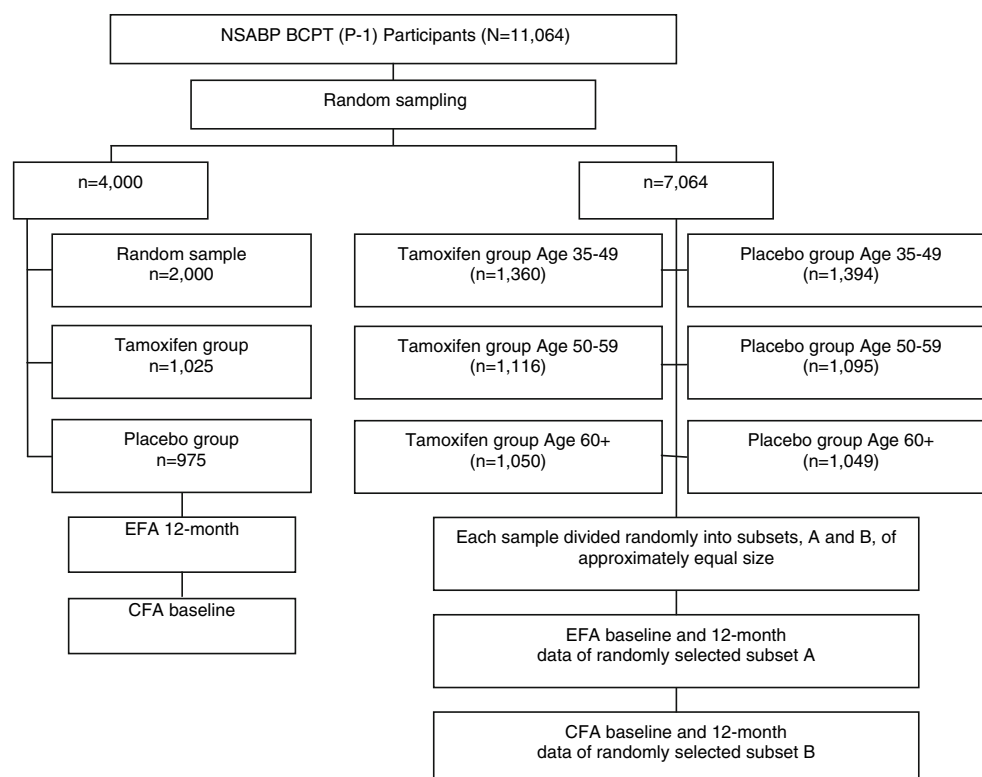 NSABP BCPT (P-1) Participants (N=11,064)
Random sampling
n=4,000
n=7,064
Random sample
n=2,000
Tamoxifen group
n=1,025
Placebo group
n=975
EFA 12-month
CFA baseline
Tamoxifen group Age 35-49
(n=1,360)
Placebo group Age 35-49
(n=1,394)
Tamoxifen group Age 50-59
(n=1,116)
Placebo group Age 50-59
(n=1,095)
Tamoxifen group Age 60+
(n=1,050)
Placebo group Age 60+
(n=1,049)
Each sample divided randomly into subsets, A and B, of
approximately equal size
EFA baseline and 12-month
data of randomly selected subset A
CFA baseline and 12-month
data of randomly selected subset B